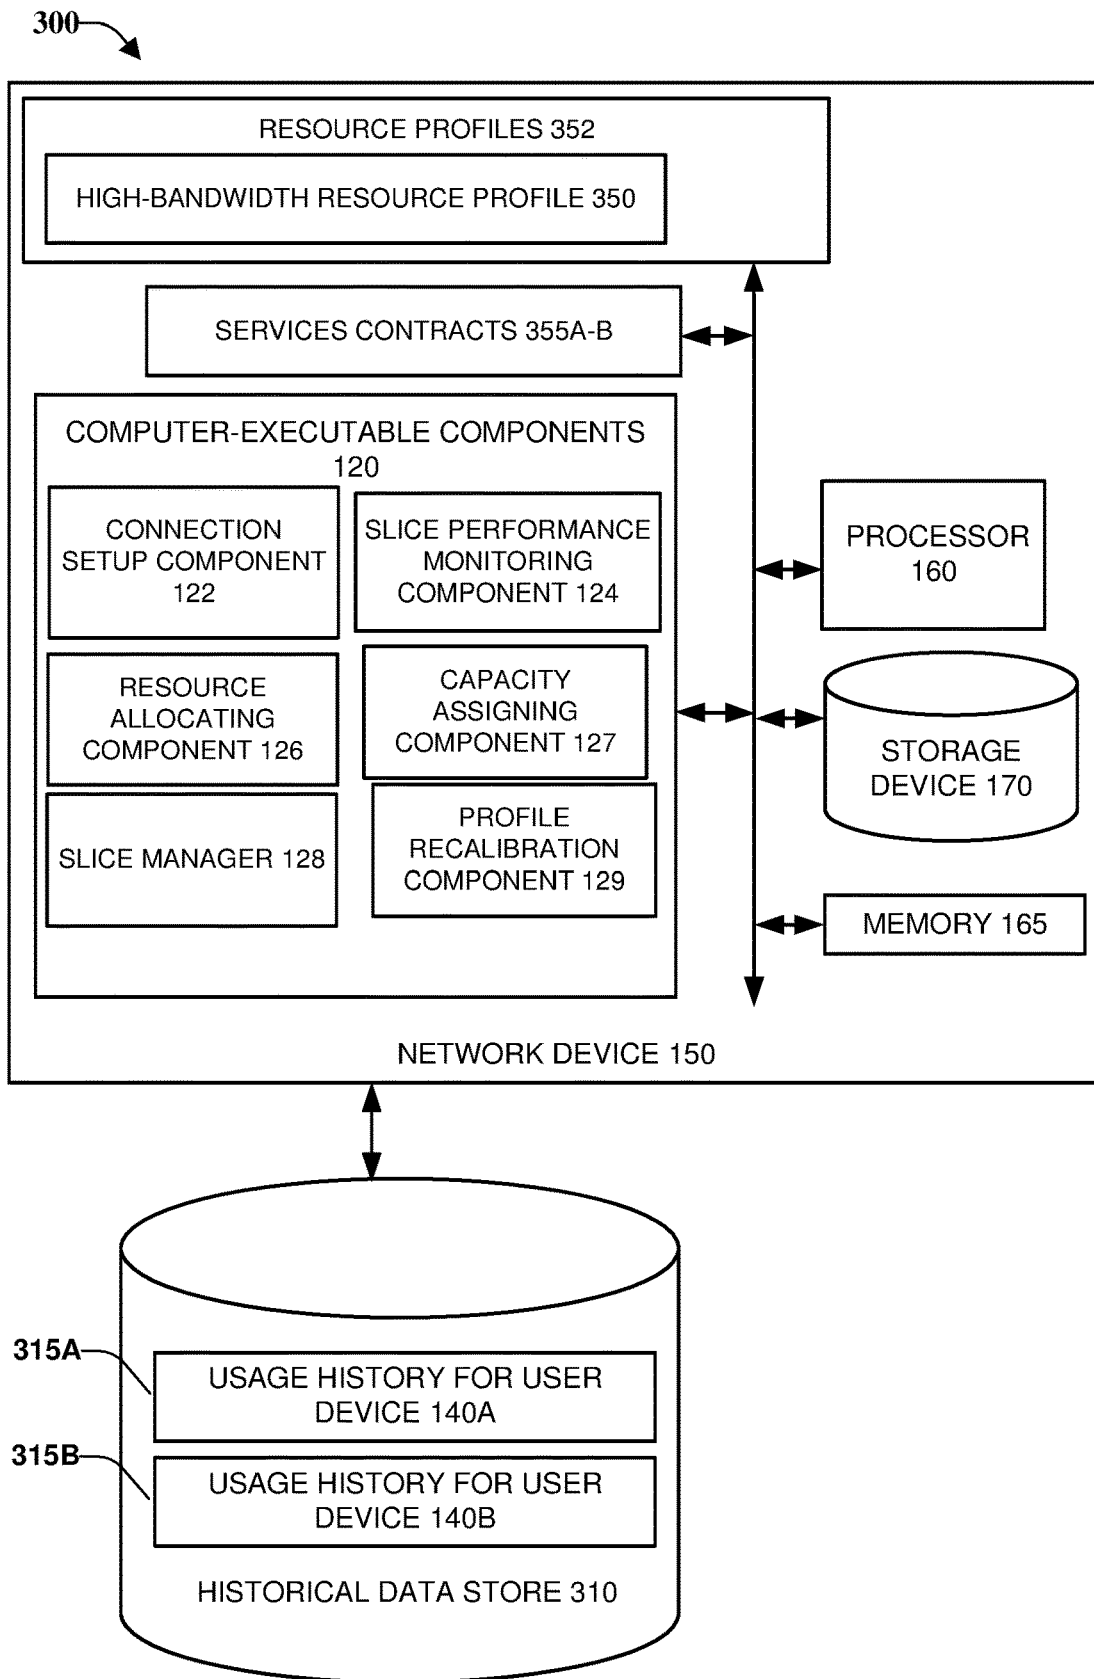 300
RESOURCE PROFILES 352
HIGH-BANDWIDTH RESOURCE PROFILE 350
SERVICES CONTRACTS 355A-B
COMPUTER-EXECUTABLE COMPONENTS
120
CONNECTION
SETUP COMPONENT
122
SLICE PERFORMANCE
MONITORING
COMPONENT 124
RESOURCE
ALLOCATING
COMPONENT 126
CAPACITY
ASSIGNING
COMPONENT 127
SLICE MANAGER 128
PROFILE
RECALIBRATION
COMPONENT 129
PROCESSOR
160
STORAGE
DEVICE 170
MEMORY 165
NETWORK DEVICE 150
315A
USAGE HISTORY FOR USER
DEVICE 140A
315B
USAGE HISTORY FOR USER
DEVICE 140B
HISTORICAL DATA STORE 310